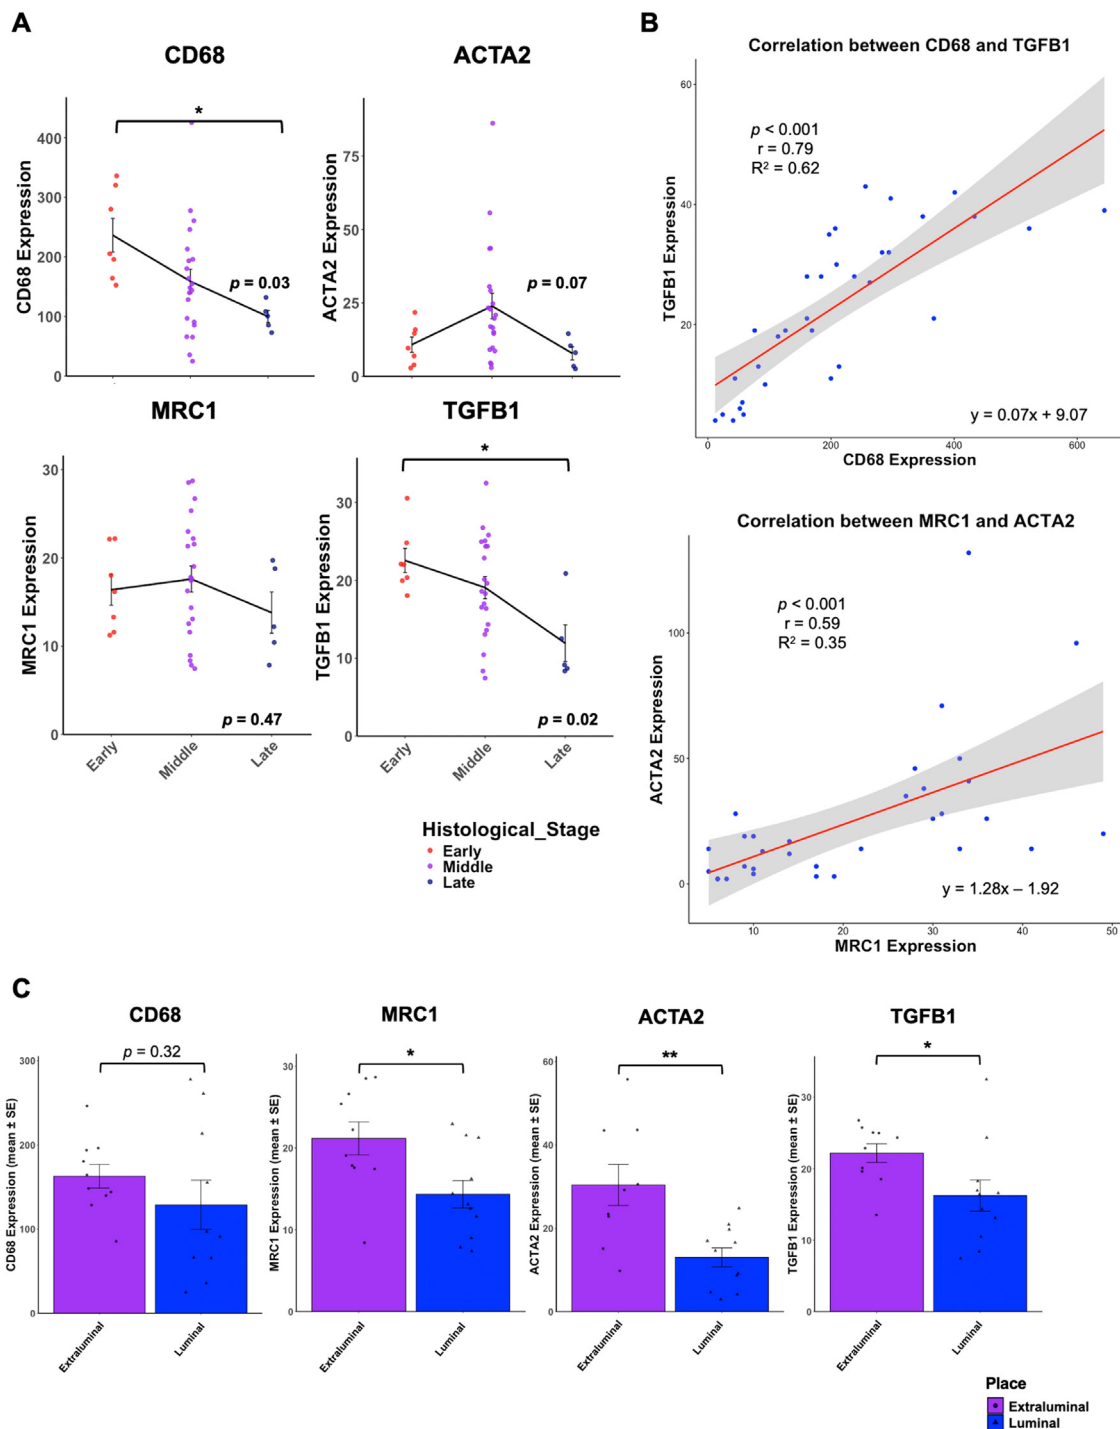 A
CD68
CD68 Expression
400
300
200
100
0
*
p = 0.03
ACTA2
ACTA2 Expression
75
50
25
0
p = 0.07
MRC1
MRC1 Expression
30
20
10
0
p = 0.47
Early
Middle
Late
TGFB1
TGFB1 Expression
30
20
10
0
*
p = 0.02
Early
Middle
Late
Histological_Stage
Early
Middle
Late
B
Correlation between CD68 and TGFB1
TGFB1 Expression
60
40
20
p < 0.001
r = 0.79
R² = 0.62
y = 0.07x + 9.07
0
200
400
600
CD68 Expression
Correlation between MRC1 and ACTA2
ACTA2 Expression
100
50
0
p < 0.001
r = 0.59
R² = 0.35
y = 1.28x – 1.92
10
20
30
40
50
MRC1 Expression
C
CD68
p = 0.32
CD68 Expression (mean ± SE)
300
200
100
0
Extraluminal
Luminal
MRC1
*
MRC1 Expression (mean ± SE)
30
20
10
0
Extraluminal
Luminal
ACTA2
**
ACTA2 Expression (mean ± SE)
60
40
20
0
Extraluminal
Luminal
TGFB1
*
TGFB1 Expression (mean ± SE)
30
20
10
0
Extraluminal
Luminal
Place
Extraluminal
Luminal